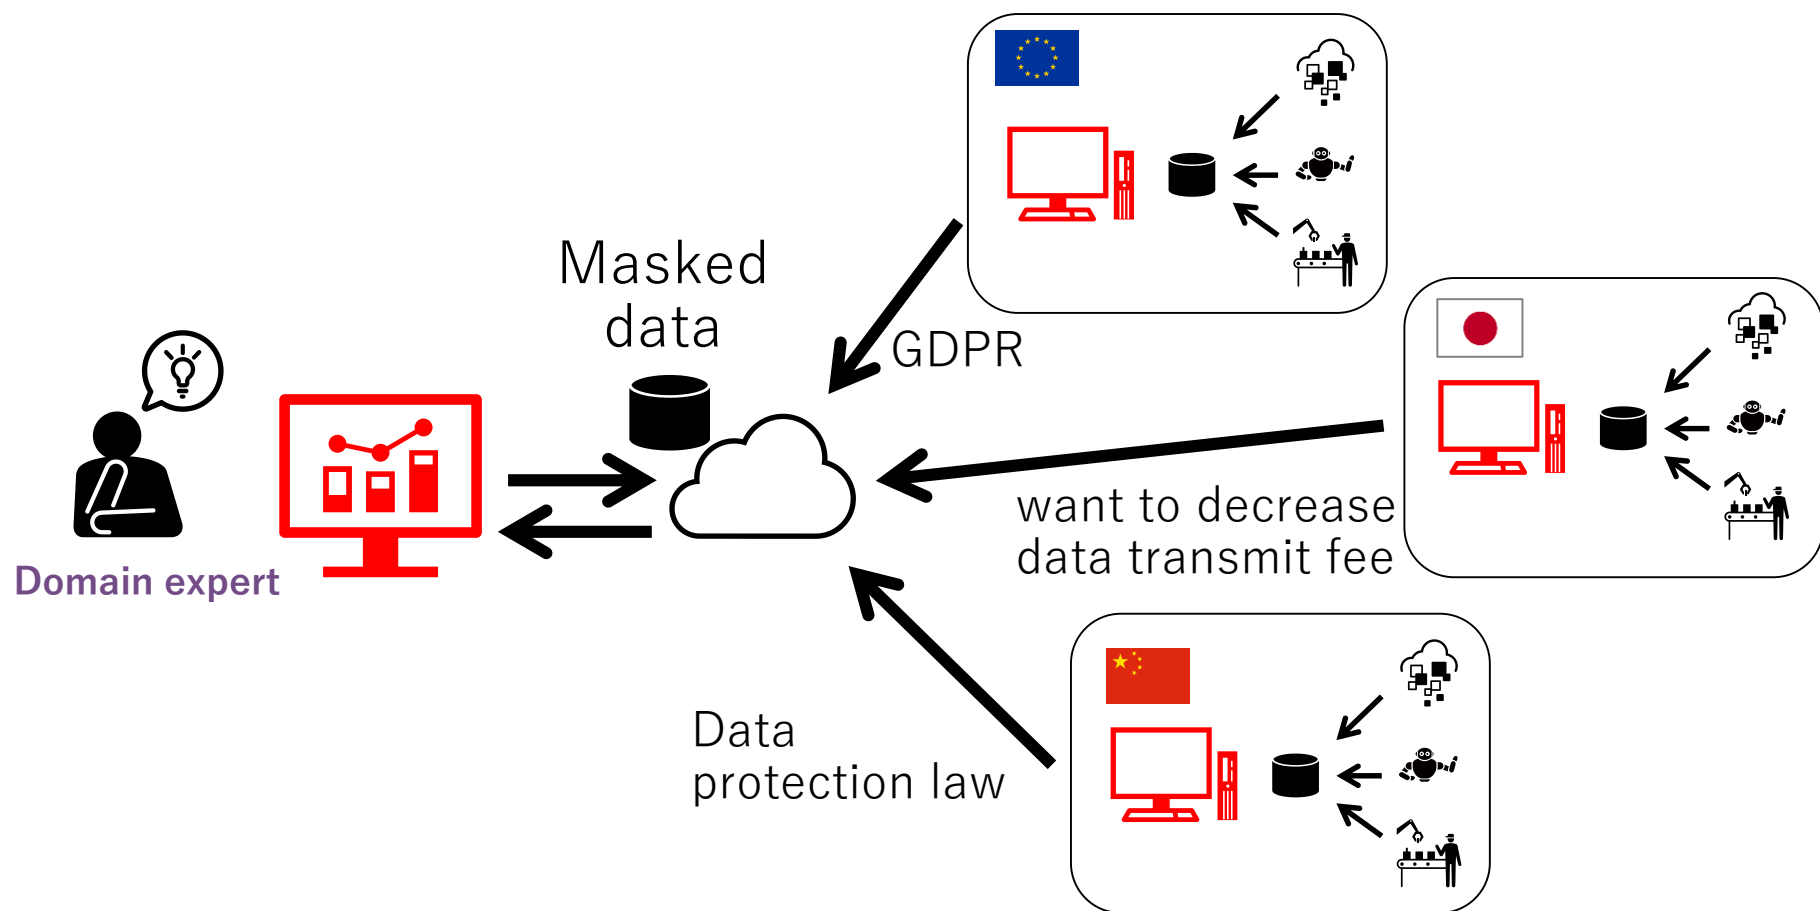 Masked
data
GDPR
want to decrease
data transmit fee
Domain expert
Data
protection law